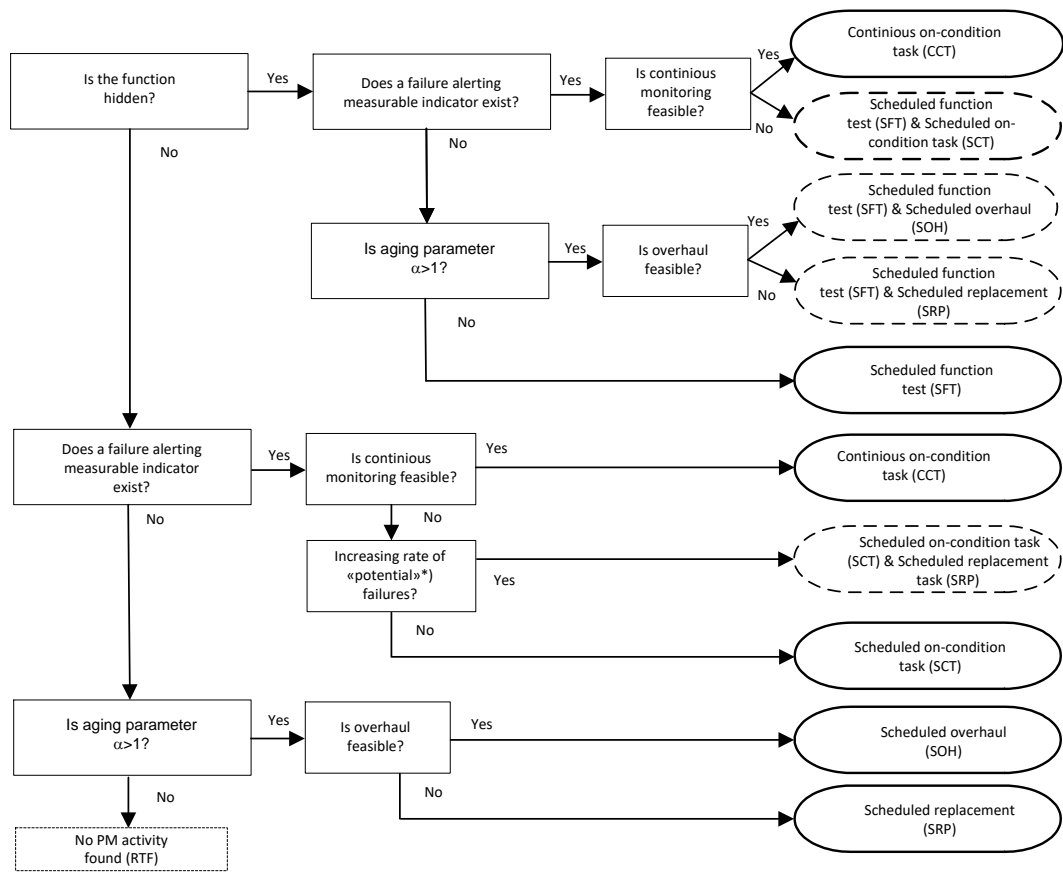 Is the function
hidden?
Yes
No
Does a failure alerting
measurable indicator exist?
Yes
No
Is continious
monitoring
feasible?
Yes
No
Continious on-condition
task (CCT)
Scheduled function
test (SFT) & Scheduled on-
condition task (SCT)
Is aging parameter
α>1?
Yes
No
Is overhaul
feasible?
Yes
No
Scheduled function
test (SFT) & Scheduled overhaul
(SOH)
Scheduled function
test (SFT) & Scheduled replacement
(SRP)
Scheduled function
test (SFT)
Does a failure alerting
measurable indicator
exist?
Yes
No
Is continious
monitoring feasible?
Yes
No
Continious on-condition
task (CCT)
Increasing rate of
«potential»*)
failures?
Yes
No
Scheduled on-condition task
(SCT) & Scheduled replacement
task (SRP)
Scheduled on-condition
task (SCT)
Is aging parameter
α>1?
Yes
No
Is overhaul
feasible?
Yes
No
Scheduled overhaul
(SOH)
Scheduled replacement
(SRP)
No PM activity
found (RTF)